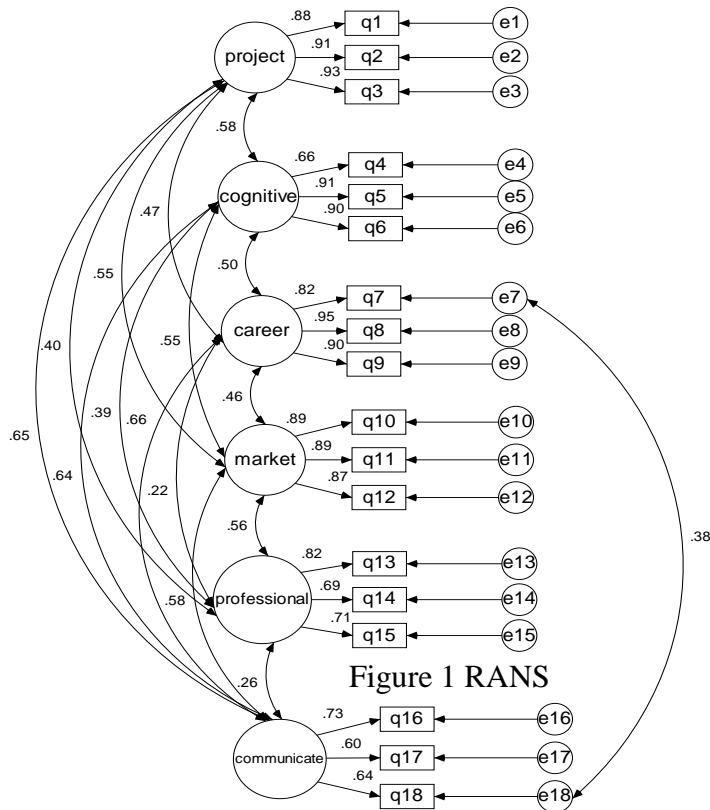 .88 q1 e1
project .91 q2 e2
.93 q3 e3
.58
.66 q4 e4
cognitive .91 q5 e5
.90 q6 e6
.47
.50
.55
.82 q7 e7
career .95 q8 e8
.40 .55 .90 q9 e9
.39 .66 .46
.65
.89 q10 e10
market .89 q11 e11
.64 .87 q12 e12
.22
.56 .38
.82 q13 e13
.58 professional .69 q14 e14
.71 q15 e15
Figure 1 RANS
.26
.73 q16 e16
communicate .60 q17 e17
.64 q18 e18